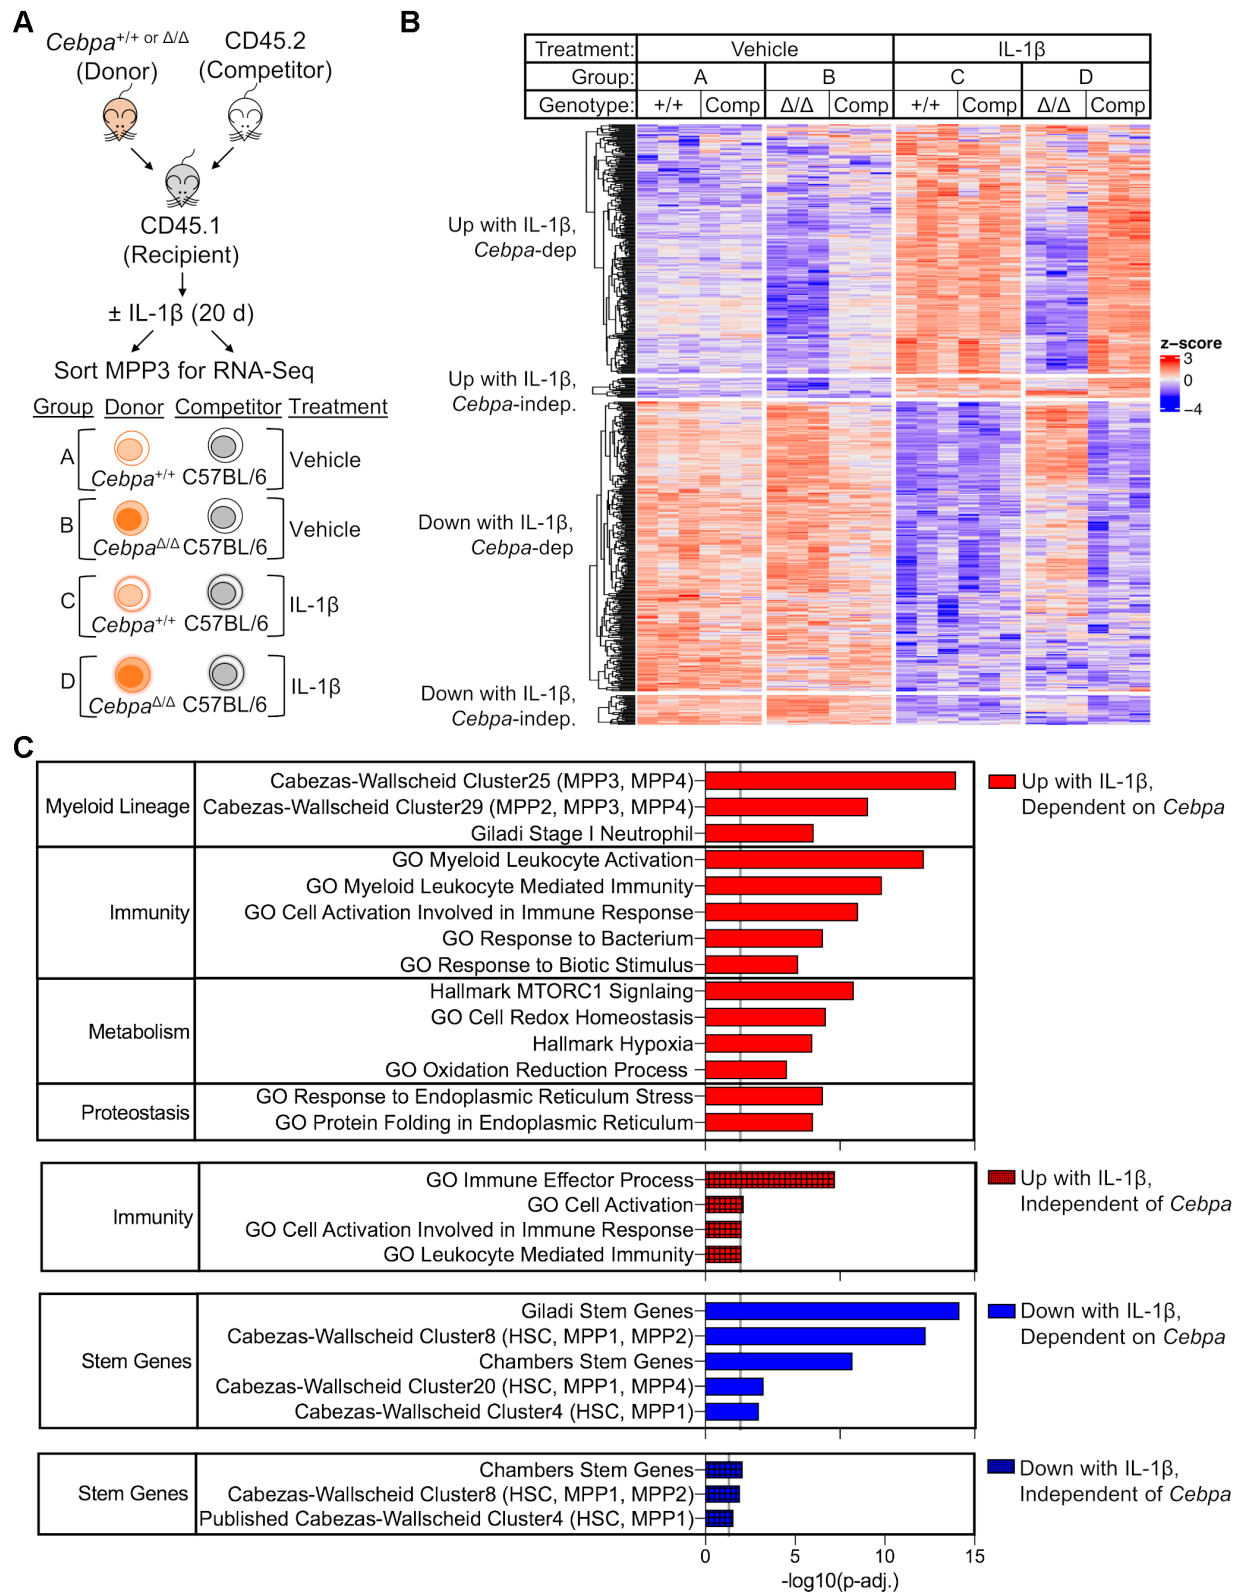 A
Cebpa+/+ or Δ/Δ
(Donor)
CD45.2
(Competitor)
CD45.1
(Recipient)
± IL-1β (20 d)
Sort MPP3 for RNA-Seq
Group Donor Competitor Treatment
A
Cebpa+/+ C57BL/6
Vehicle
B
CebpaΔ/Δ C57BL/6
Vehicle
C
Cebpa+/+ C57BL/6
IL-1β
D
CebpaΔ/Δ C57BL/6
IL-1β
B
Treatment: Vehicle IL-1β
Group: A B C D
Genotype: +/+ Comp Δ/Δ Comp +/+ Comp Δ/Δ Comp
Up with IL-1β,
Cebpa-dep
Up with IL-1β,
Cebpa-indep.
Down with IL-1β,
Cebpa-dep
Down with IL-1β,
Cebpa-indep.
z-score
3
0
-4
C
Myeloid Lineage
Cabezas-Wallscheid Cluster25 (MPP3, MPP4)
Cabezas-Wallscheid Cluster29 (MPP2, MPP3, MPP4)
Giladi Stage I Neutrophil
Immunity
GO Myeloid Leukocyte Activation
GO Myeloid Leukocyte Mediated Immunity
GO Cell Activation Involved in Immune Response
GO Response to Bacterium
GO Response to Biotic Stimulus
Metabolism
Hallmark MTORC1 Signlaing
GO Cell Redox Homeostasis
Hallmark Hypoxia
GO Oxidation Reduction Process
Proteostasis
GO Response to Endoplasmic Reticulum Stress
GO Protein Folding in Endoplasmic Reticulum
Up with IL-1β,
Dependent on Cebpa
Immunity
GO Immune Effector Process
GO Cell Activation
GO Cell Activation Involved in Immune Response
GO Leukocyte Mediated Immunity
Up with IL-1β,
Independent of Cebpa
Stem Genes
Giladi Stem Genes
Cabezas-Wallscheid Cluster8 (HSC, MPP1, MPP2)
Chambers Stem Genes
Cabezas-Wallscheid Cluster20 (HSC, MPP1, MPP4)
Cabezas-Wallscheid Cluster4 (HSC, MPP1)
Down with IL-1β,
Dependent on Cebpa
Stem Genes
Chambers Stem Genes
Cabezas-Wallscheid Cluster8 (HSC, MPP1, MPP2)
Published Cabezas-Wallscheid Cluster4 (HSC, MPP1)
Down with IL-1β,
Independent of Cebpa
0 5 10 15
-log10(p-adj.)